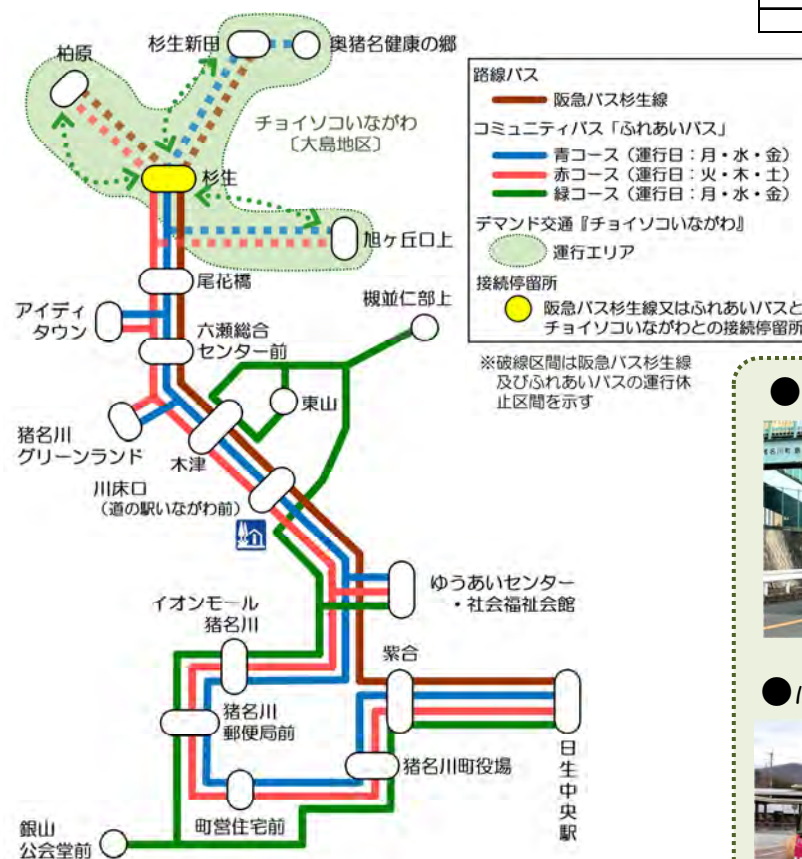 柏原
杉生新田
奥猪名健康の郷
チョイソコいながわ
〔大島地区〕
杉生
旭ヶ丘口上
尾花橋
アイディ
タウン
六瀬総合
センター前
槻並仁部上
東山
猪名川
グリーンランド
木津
川床口
(道の駅いながわ前)
ゆうあいセンター
・社会福祉会館
イオンモール
猪名川
紫合
猪名川
郵便局前
猪名川町役場
日生中央駅
町営住宅前
銀山
公会堂前
路線バス
阪急バス杉生線
コミュニティバス「ふれあいバス」
青コース(運行日:月・水・金)
赤コース(運行日:火・木・土)
緑コース(運行日:月・水・金)
デマンド交通『チョイソコいながわ』
運行エリア
接続停留所
阪急バス杉生線又はふれあいバスと
チョイソコいながわとの接続停留所
※破線区間は阪急バス杉生線
及びふれあいバスの運行休
止区間を示す